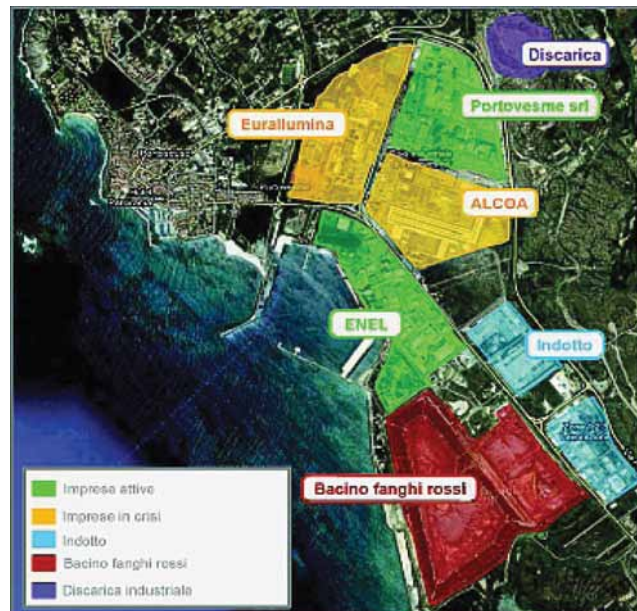 Discarica
Portovesme srl
Eurallumina
ALCOA
ENEL
Indotto
Bacino fanghi rossi
Imprese attive
Imprese in crisi
Indotto
Bacino fanghi rossi
Discarica industriale